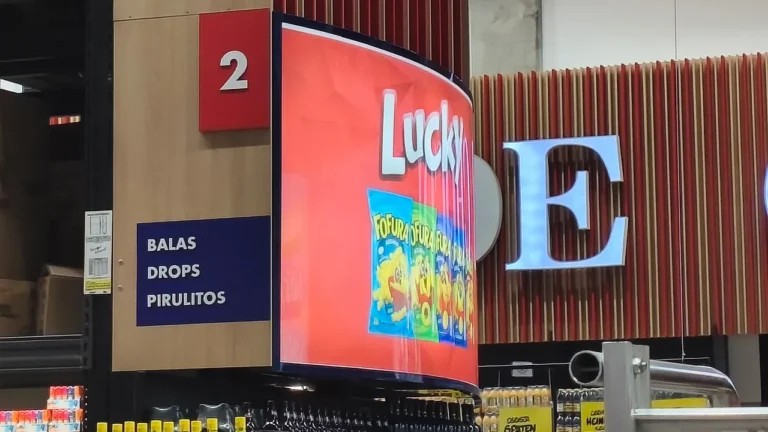 2
BALAS
DROPS
PIRULITOS
Lucky
FOFURA
FOFURA
E